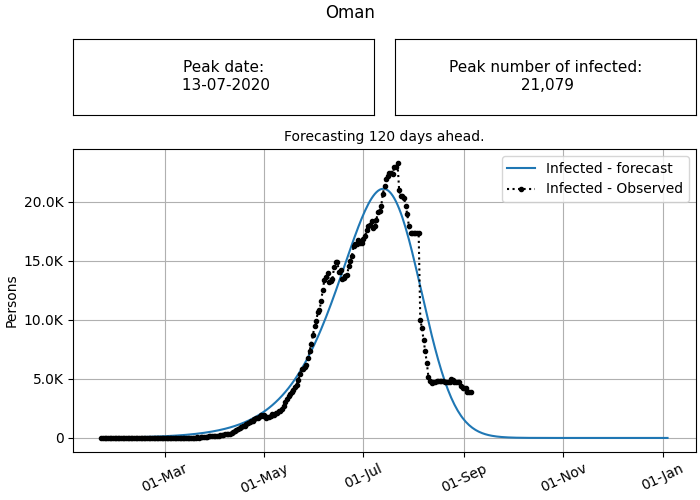 Oman
Peak date:
13-07-2020
Peak number of infected:
21,079
Forecasting 120 days ahead.
Infected - forecast
Infected - Observed
20.0K
15.0K
10.0K
5.0K
0
Persons
01-Mar
01-May
01-Jul
01-Sep
01-Nov
01-Jan